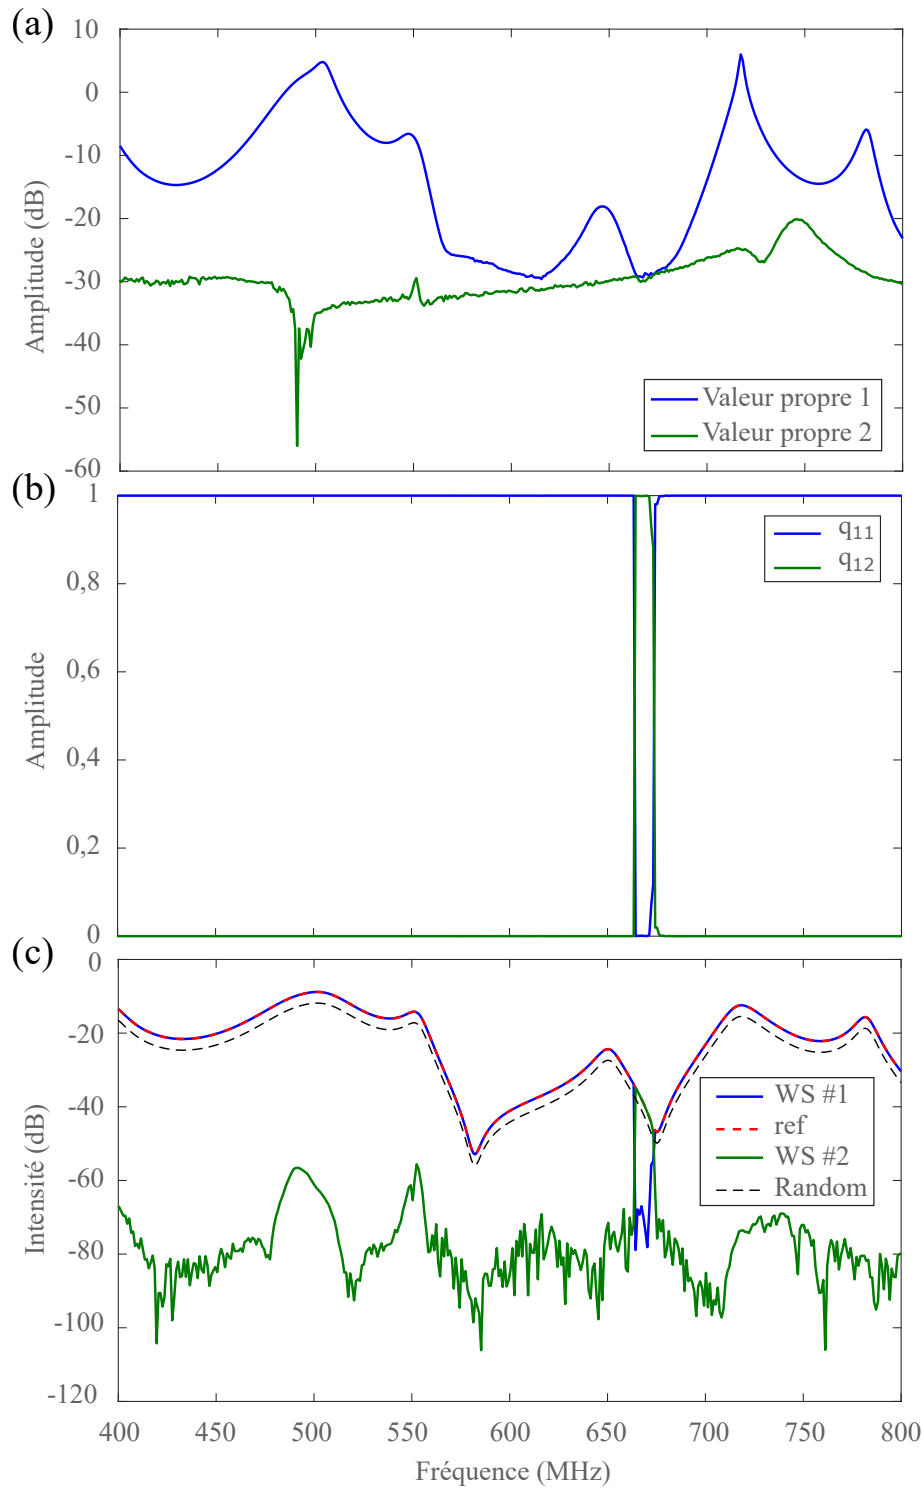 (a)
10
0
-10
-20
-30
-40
-50
-60
Amplitude (dB)
Valeur propre 1
Valeur propre 2
(b)
1
0,8
0,6
0,4
0,2
0
Amplitude
q11
q12
(c)
0
-20
-40
-60
-80
-100
-120
Intensité (dB)
WS #1
ref
WS #2
Random
400 450 500 550 600 650 700 750 800
Fréquence (MHz)